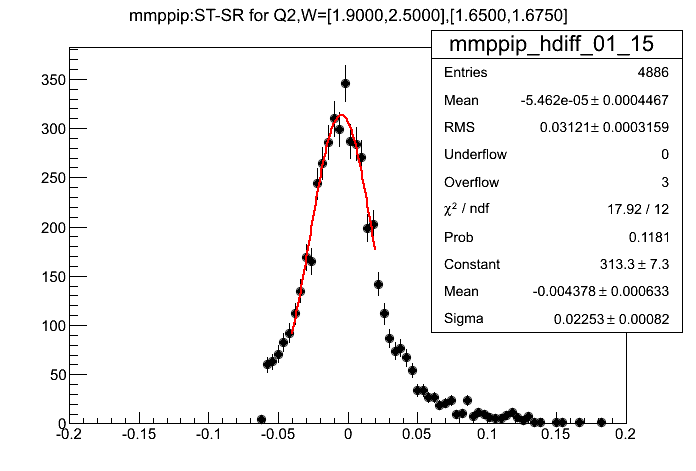 mmppip:ST-SR for Q2,W=[1.9000,2.5000],[1.6500,1.6750]
mmppip_hdiff_01_15
Entries 4886
Mean -5.462e-05± 0.0004467
RMS 0.03121± 0.0003159
Underflow 0
Overflow 3
χ² / ndf 17.92 / 12
Prob 0.1181
Constant 313.3 ± 7.3
Mean -0.004378 ± 0.000633
Sigma 0.02253 ± 0.00082
350
300
250
200
150
100
50
0
-0.2 -0.15 -0.1 -0.05 0 0.05 0.1 0.15 0.2